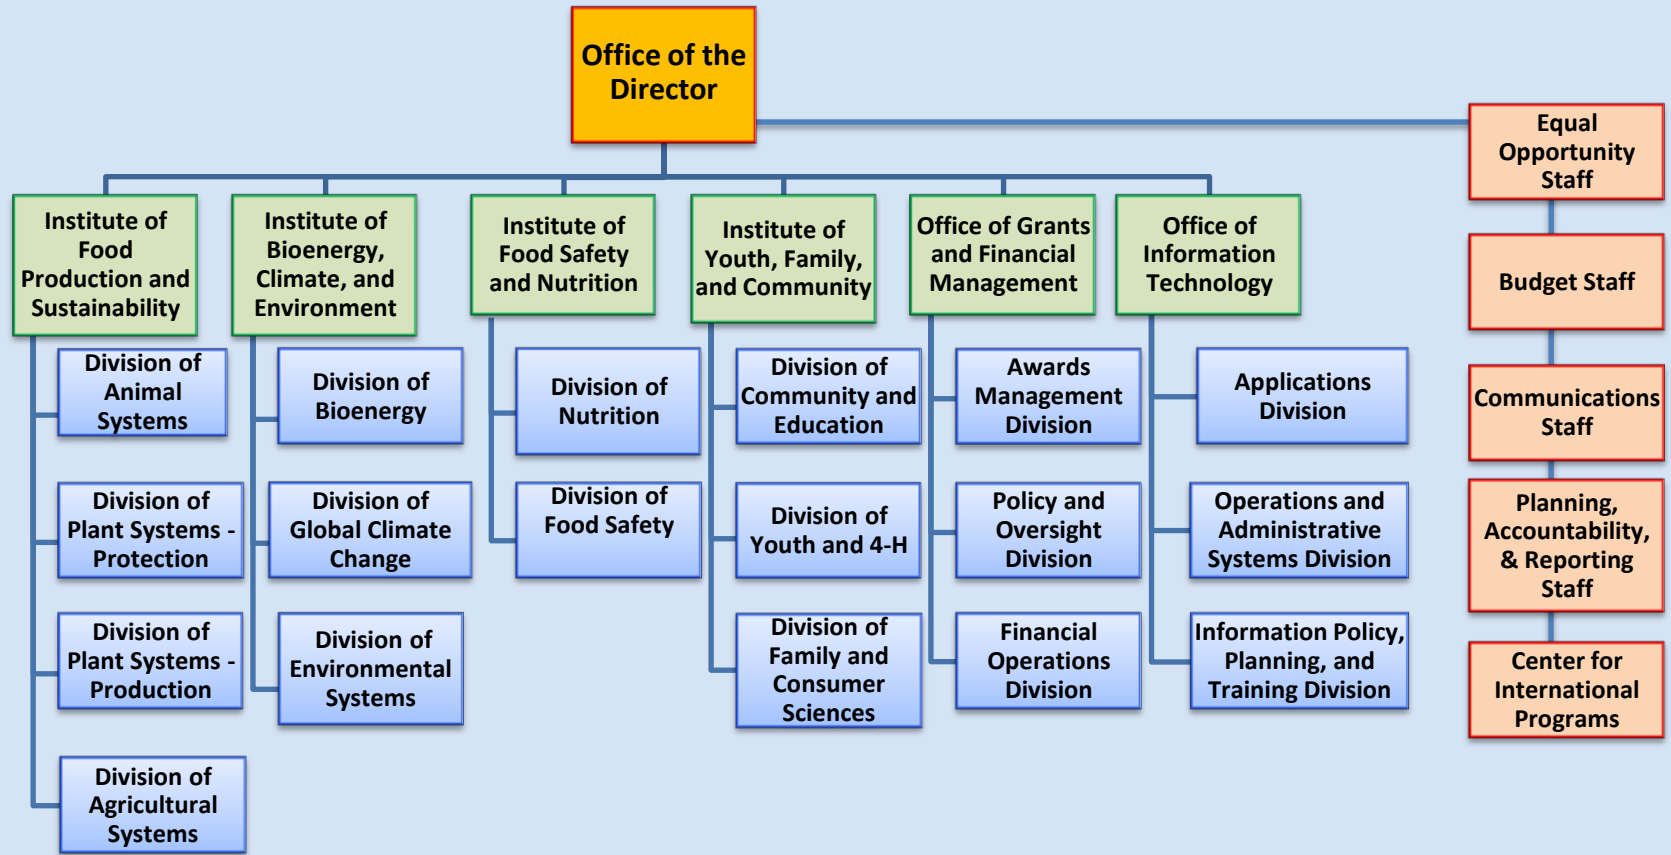 Office of the
Director
Equal
Opportunity
Staff
Budget Staff
Communications
Staff
Planning,
Accountability,
& Reporting
Staff
Center for
International
Programs
Institute of
Food
Production and
Sustainability
Division of
Animal
Systems
Division of
Plant Systems -
Protection
Division of
Plant Systems -
Production
Division of
Agricultural
Systems
Institute of
Bioenergy,
Climate, and
Environment
Division of
Bioenergy
Division of
Global Climate
Change
Division of
Environmental
Systems
Institute of
Food Safety
and Nutrition
Division of
Nutrition
Division of
Food Safety
Institute of
Youth, Family,
and Community
Division of
Community and
Education
Division of
Youth and 4-H
Division of
Family and
Consumer
Sciences
Office of Grants
and Financial
Management
Awards
Management
Division
Policy and
Oversight
Division
Financial
Operations
Division
Office of
Information
Technology
Applications
Division
Operations and
Administrative
Systems Division
Information Policy,
Planning, and
Training Division